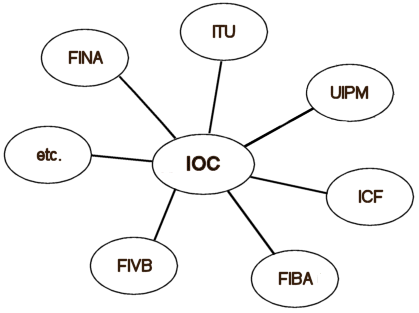 ITU
FINA
UIPM
etc.
IOC
ICF
FIVB
FIBA